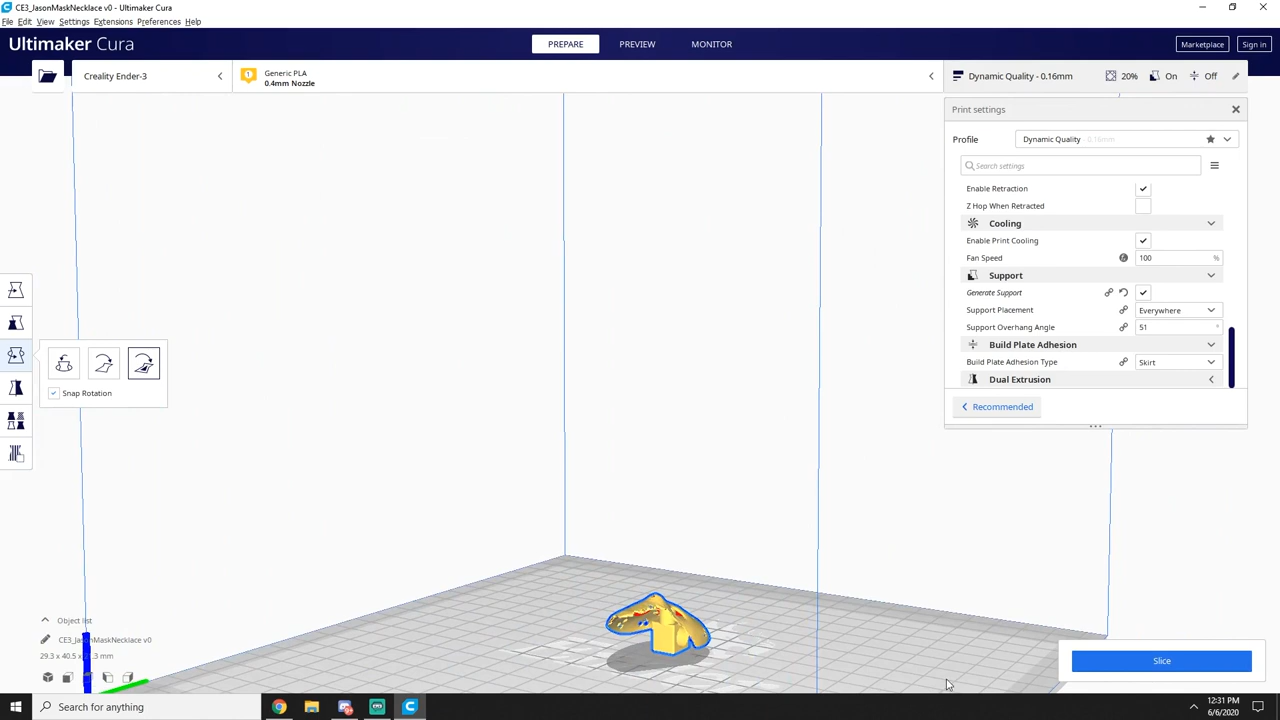 CE3_JasonMaskNecklace v0 - Ultimaker Cura
File Edit View Settings Extensions Preferences Help
Ultimaker Cura
PREPARE
PREVIEW
MONITOR
Marketplace
Sign in
Creality Ender-3
1
Generic PLA
0.4mm Nozzle
Dynamic Quality - 0.16mm
20%
On
Off
Print settings
Profile
Dynamic Quality - 0.16mm
Search settings
Enable Retraction
Z Hop When Retracted
Cooling
Enable Print Cooling
Fan Speed
100 %
Support
Generate Support
Support Placement
Everywhere
Support Overhang Angle
51 °
Build Plate Adhesion
Build Plate Adhesion Type
Skirt
Dual Extrusion
Recommended
Snap Rotation
Object list
CE3_JasonMaskNecklace v0
Slice
Search for anything
12:31 PM
6/6/2020